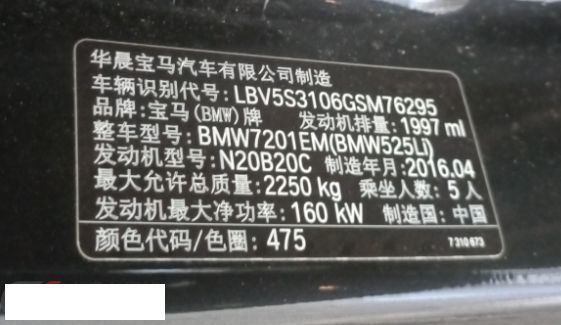 华晨宝马汽车有限公司制造
车辆识别代号: LBV5S3106GSM76295
品牌: 宝马(BMW)牌 发动机排量: 1997 ml
整车型号: BMW7201EM(BMW525LI)
发动机型号: N20B20C 制造年月: 2016.04
最大允许总质量: 2250 kg 乘坐人数: 5 人
发动机最大净功率: 160 kW 制造国: 中国
颜色代码/色圈: 475 7 310 673